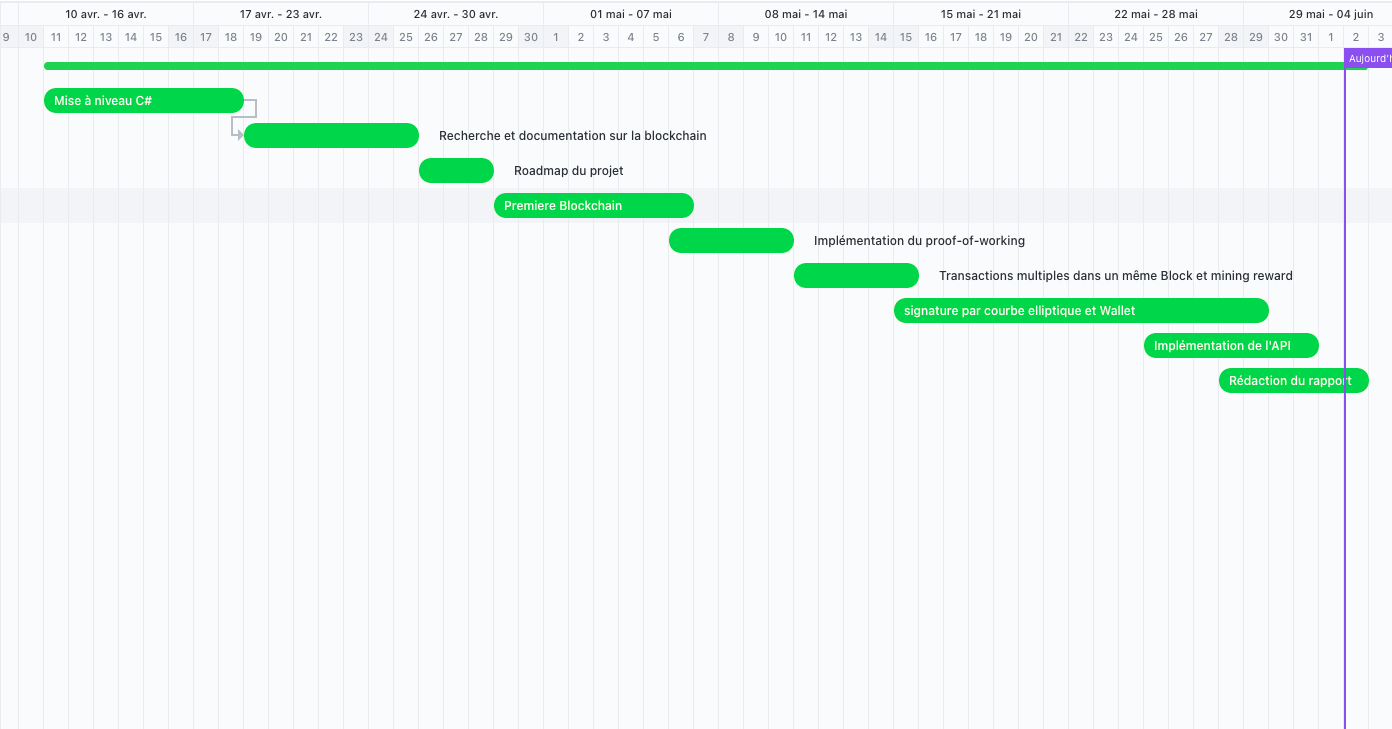 10 avr. - 16 avr. 17 avr. - 23 avr. 24 avr. - 30 avr. 01 mai - 07 mai 08 mai - 14 mai 15 mai - 21 mai 22 mai - 28 mai 29 mai - 04 juin
9 10 11 12 13 14 15 16 17 18 19 20 21 22 23 24 25 26 27 28 29 30 1 2 3 4 5 6 7 8 9 10 11 12 13 14 15 16 17 18 19 20 21 22 23 24 25 26 27 28 29 30 31 1 2 3
Aujourd'h
Mise à niveau C#
Recherche et documentation sur la blockchain
Roadmap du projet
Premiere Blockchain
Implémentation du proof-of-working
Transactions multiples dans un même Block et mining reward
signature par courbe elliptique et Wallet
Implémentation de l'API
Rédaction du rapport